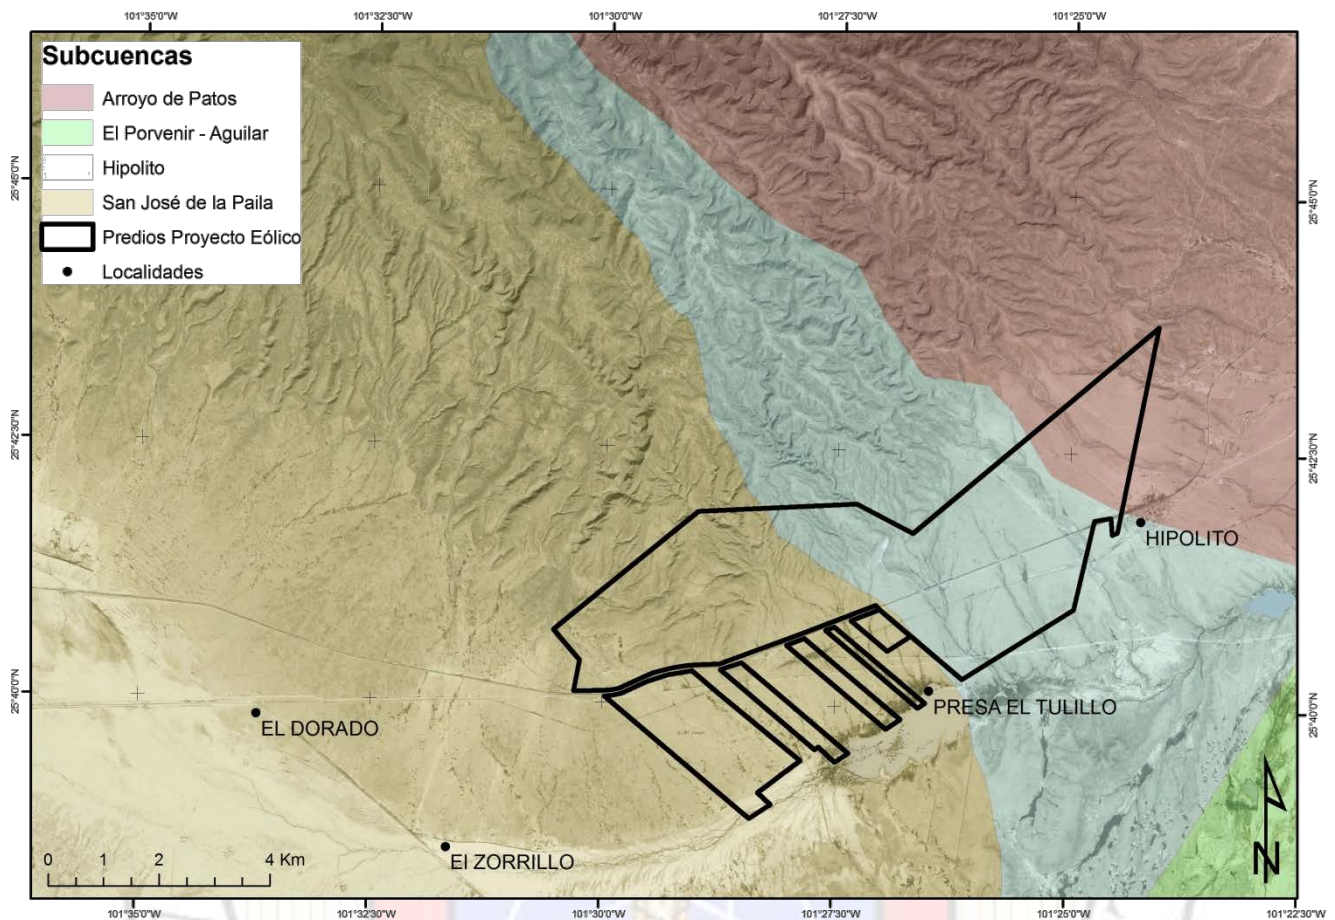 101°35'0"W
101°32'30"W
101°30'0"W
101°27'30"W
101°25'0"W
Subcuencas
Arroyo de Patos
El Porvenir - Aguilar
Hipolito
San José de la Paila
Predios Proyecto Eólico
Localidades
25°45'0"N
25°45'0"N
25°42'30"N
25°42'30"N
HIPOLITO
25°40'0"N
25°40'0"N
PRESA EL TULILLO
EL DORADO
El ZORRILLO
0 1 2 4 Km
N
101°35'0"W
101°32'30"W
101°30'0"W
101°27'30"W
101°25'0"W
101°22'30"W